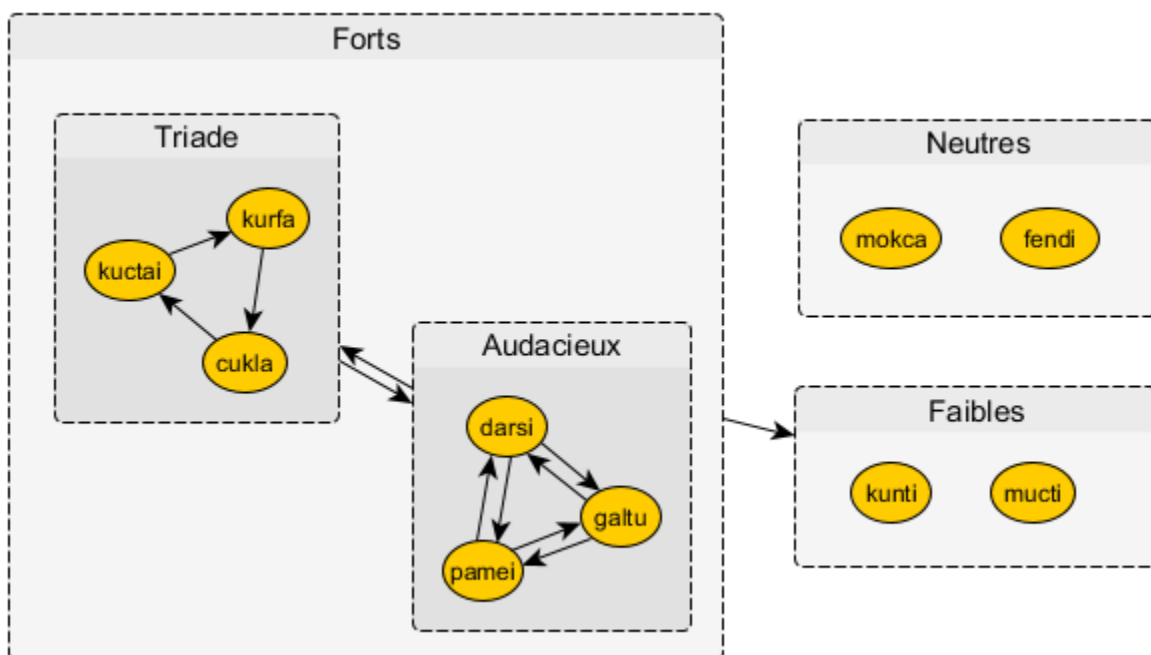 Forts
Triade
kurfa
kuctai
cukla
Audacieux
darsi
galtu
pamei
Neutres
mokca
fendi
Faibles
kunti
mucti